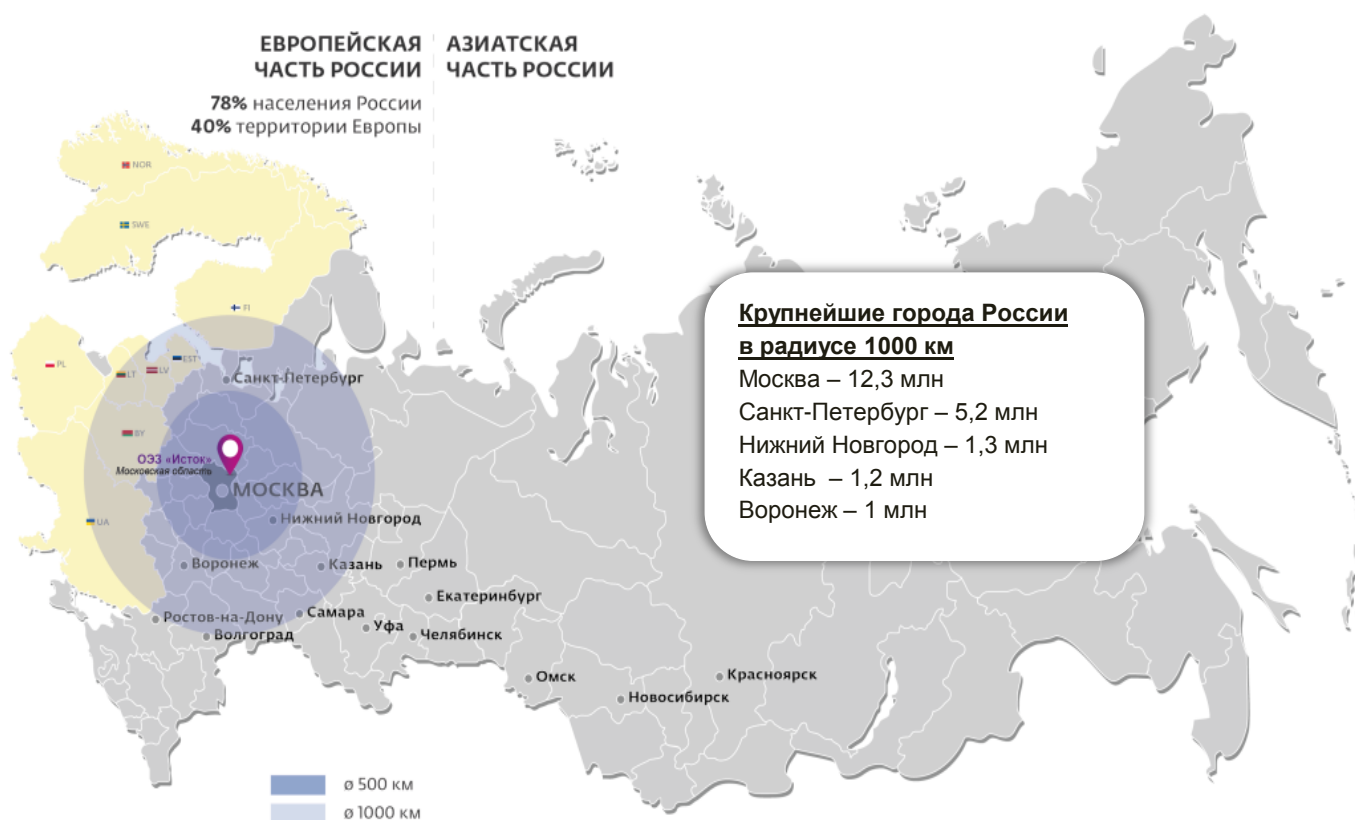 ЕВРОПЕЙСКАЯ
ЧАСТЬ РОССИИ
78% населения России
40% территории Европы
АЗИАТСКАЯ
ЧАСТЬ РОССИИ
NOR
SWE
FI
PL
LT
LV
EST
BY
UA
Санкт-Петербург
ОЭЗ «Исток»
Московская область
МОСКВА
Нижний Новгород
Воронеж
Казань
Пермь
Екатеринбург
Ростов-на-Дону
Самара
Волгоград
Уфа
Челябинск
Омск
Новосибирск
Красноярск
Крупнейшие города России
в радиусе 1000 км
Москва – 12,3 млн
Санкт-Петербург – 5,2 млн
Нижний Новгород – 1,3 млн
Казань – 1,2 млн
Воронеж – 1 млн
ø 500 км
ø 1000 км